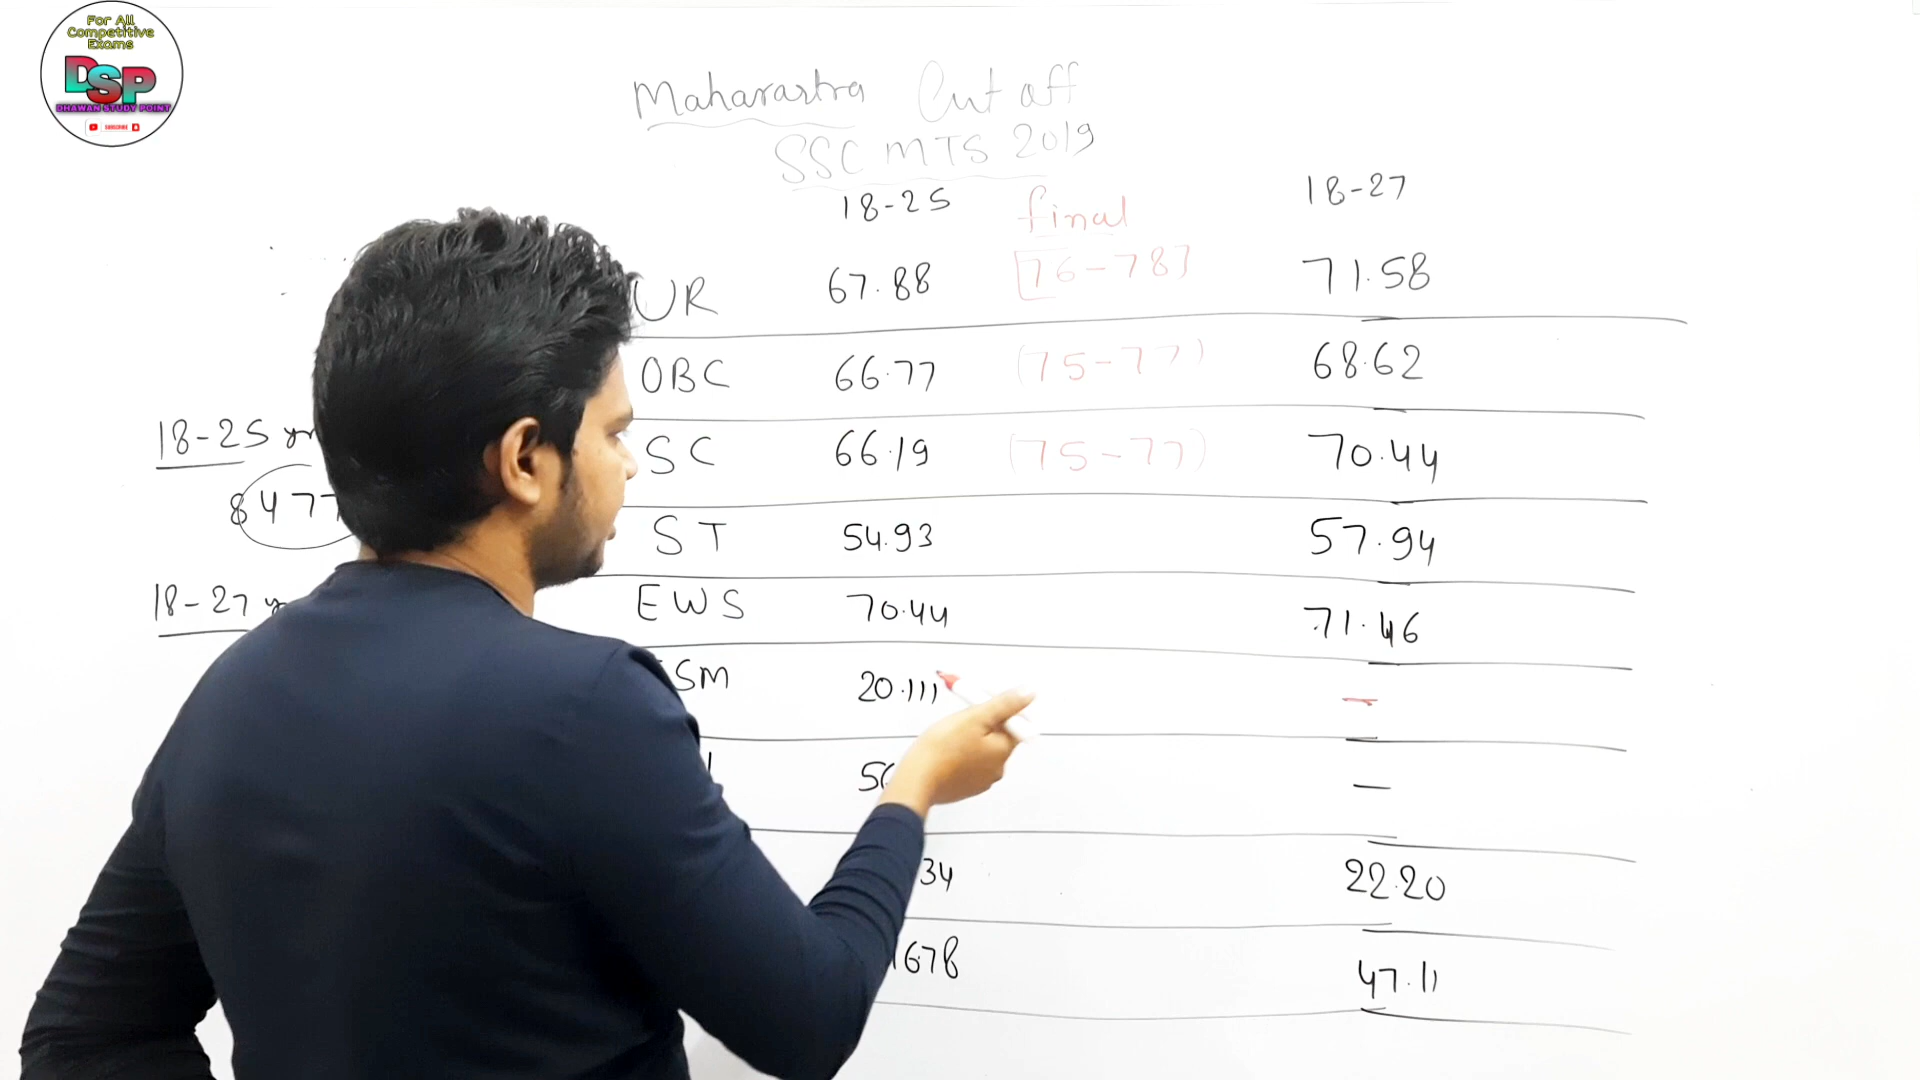 For All
Competitive
Exams
DSP
DHAWAN STUDY POINT
SUBSCRIBE
Maharastra Cut off
SSC MTS 2019
18-25 final 18-27
UR 67.88 [76-78] 71.58
OBC 66.77 (75-77) 68.62
SC 66.19 (75-77) 70.44
ST 54.93 57.94
EWS 70.44 71.46
SM 20.111 —
—
34 22.20
1678 47.11
18-25
8477
18-27